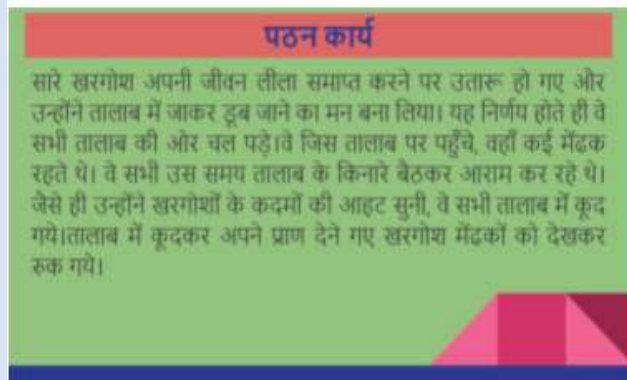 पठन कार्य
सारे खरगोश अपनी जीवन लीला समाप्त करने पर उतारू हो गए और
उन्होंने तालाब में जाकर डूब जाने का मन बना लिया। यह निर्णय होते ही वे
सभी तालाब की ओर चल पड़े।वे जिस तालाब पर पहुँचे, वहाँ कई मेंढक
रहते थे। वे सभी उस समय तालाब के किनारे बैठकर आराम कर रहे थे।
जैसे ही उन्होंने खरगोशों के कदमों की आहट सुनी, वे सभी तालाब में कूद
गये।तालाब में कूदकर अपने प्राण देने गए खरगोश मेंढकों को देखकर
रुक गये।